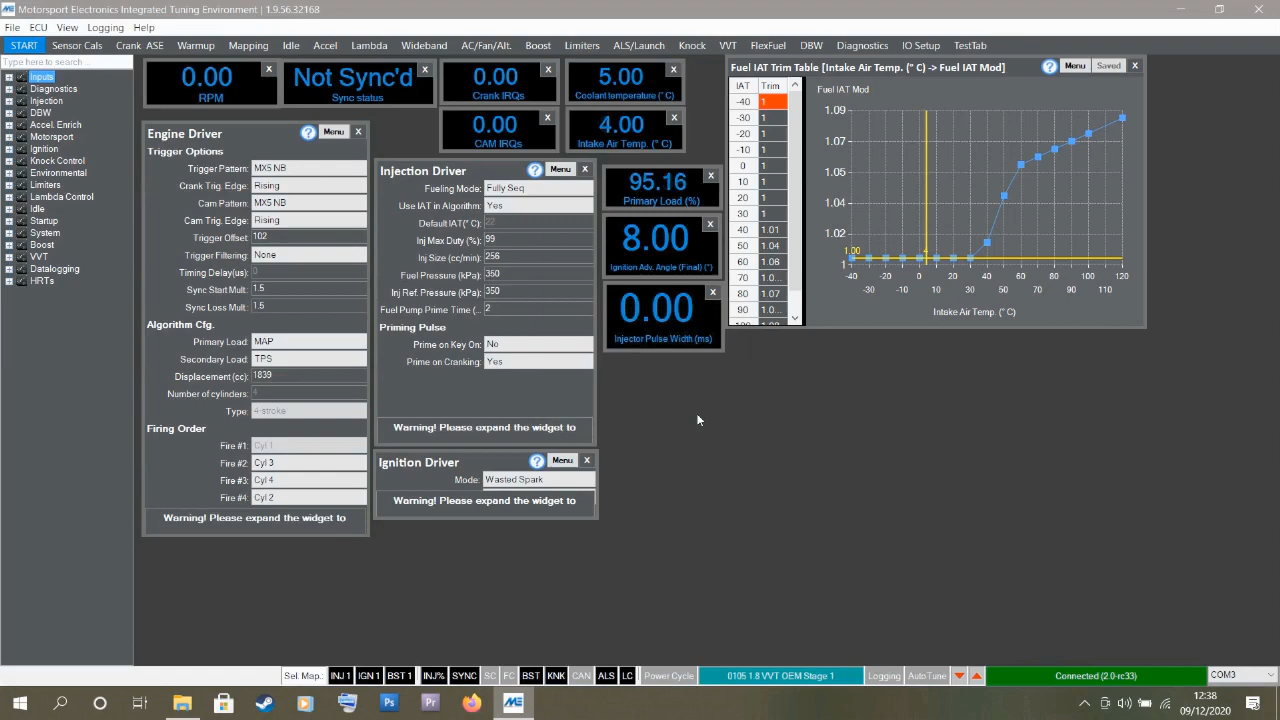 Motorsport Electronics Integrated Tuning Environment | 1.9.56.32168
File ECU View Logging Help
START Sensor Cals Crank ASE Warmup Mapping Idle Accel Lambda Wideband AC/Fan/Alt. Boost Limiters ALS/Launch Knock VVT FlexFuel DBW Diagnostics IO Setup TestTab
Type here to search ...
Inputs
Diagnostics
Injection
DBW
Accel. Enrich
Motorsport
Ignition
Knock Control
Environmental
Limiters
Lambda Control
Idle
Startup
System
Boost
VVT
Datalogging
HRTs
0.00
RPM
Not Sync'd
Sync status
0.00
Crank IRQs
5.00
Coolant temperature (° C)
0.00
CAM IRQs
4.00
Intake Air Temp. (° C)
Engine Driver Menu
Trigger Options
Trigger Pattern: MX5 NB
Crank Trig. Edge: Rising
Cam Pattern: MX5 NB
Cam Trig. Edge: Rising
Trigger Offset: 102
Trigger Filtering: None
Timing Delay(us): 0
Sync Start Mult: 1.5
Sync Loss Mult: 1.5
Algorithm Cfg.
Primary Load: MAP
Secondary Load: TPS
Displacement (cc): 1839
Number of cylinders: 4
Type: 4-stroke
Firing Order
Fire #1: Cyl 1
Fire #2: Cyl 3
Fire #3: Cyl 4
Fire #4: Cyl 2
Warning! Please expand the widget to
Injection Driver Menu
Fueling Mode: Fully Seq
Use IAT in Algorithm: Yes
Default IAT(° C): 22
Inj Max Duty (%): 99
Inj Size (cc/min): 256
Fuel Pressure (kPa): 350
Inj Ref. Pressure (kPa): 350
Fuel Pump Prime Time (... 2
Priming Pulse
Prime on Key On: No
Prime on Cranking: Yes
Warning! Please expand the widget to
Ignition Driver Menu
Mode: Wasted Spark
Warning! Please expand the widget to
95.16
Primary Load (%)
8.00
Ignition Adv. Angle (Final) (°)
0.00
Injector Pulse Width (ms)
Fuel IAT Trim Table [Intake Air Temp. (° C) -> Fuel IAT Mod] Menu Saved
IAT Trim
-40 1
-30 1
-20 1
-10 1
0 1
10 1
20 1
30 1
40 1.01
50 1.04
60 1.06
70 1.0...
80 1.07
90 1.0...
Fuel IAT Mod
1.09
1.07
1.05
1.04
1.02
1
1.00
-40 -20 0 20 40 60 80 100 120
-30 -10 10 30 50 70 90 110
Intake Air Temp. (° C)
Sel. Map.: INJ 1 IGN 1 BST 1 INJ% SYNC SC FC BST KNK CAN ALS LC Power Cycle 0105 1.8 VVT OEM Stage 1 Logging AutoTune Connected (2.0-rc33) COM3
12:38
09/12/2020